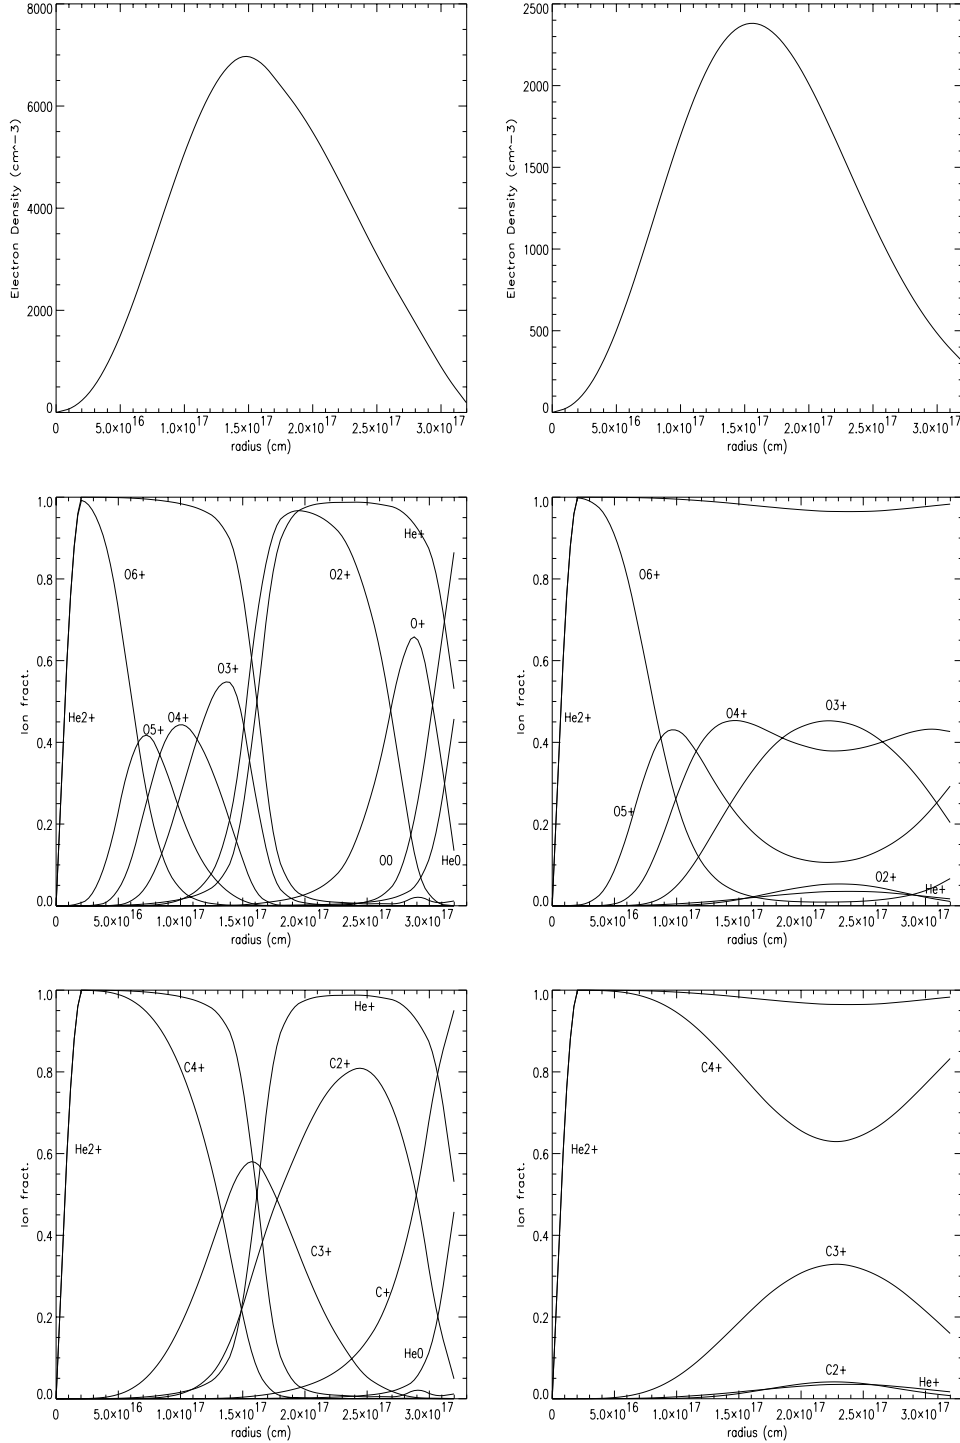 8000
6000
4000
2000
0
Electron Density (cm^-3)
0 5.0×10^16 1.0×10^17 1.5×10^17 2.0×10^17 2.5×10^17 3.0×10^17
radius (cm)
2500
2000
1500
1000
500
0
Electron Density (cm^-3)
0 5.0×10^16 1.0×10^17 1.5×10^17 2.0×10^17 2.5×10^17 3.0×10^17
radius (cm)
1.0
0.8
0.6
0.4
0.2
0.0
Ion fract.
He+
O6+
O2+
O+
O3+
He2+
O5+
O4+
O0
He0
0 5.0×10^16 1.0×10^17 1.5×10^17 2.0×10^17 2.5×10^17 3.0×10^17
radius (cm)
1.0
0.8
0.6
0.4
0.2
0.0
Ion fract.
O6+
He2+
O4+
O3+
O5+
O2+
He+
0 5.0×10^16 1.0×10^17 1.5×10^17 2.0×10^17 2.5×10^17 3.0×10^17
radius (cm)
1.0
0.8
0.6
0.4
0.2
0.0
Ion fract.
He+
C4+
C2+
He2+
C3+
C+
He0
0 5.0×10^16 1.0×10^17 1.5×10^17 2.0×10^17 2.5×10^17 3.0×10^17
radius (cm)
1.0
0.8
0.6
0.4
0.2
0.0
Ion fract.
C4+
He2+
C3+
C2+
He+
0 5.0×10^16 1.0×10^17 1.5×10^17 2.0×10^17 2.5×10^17 3.0×10^17
radius (cm)